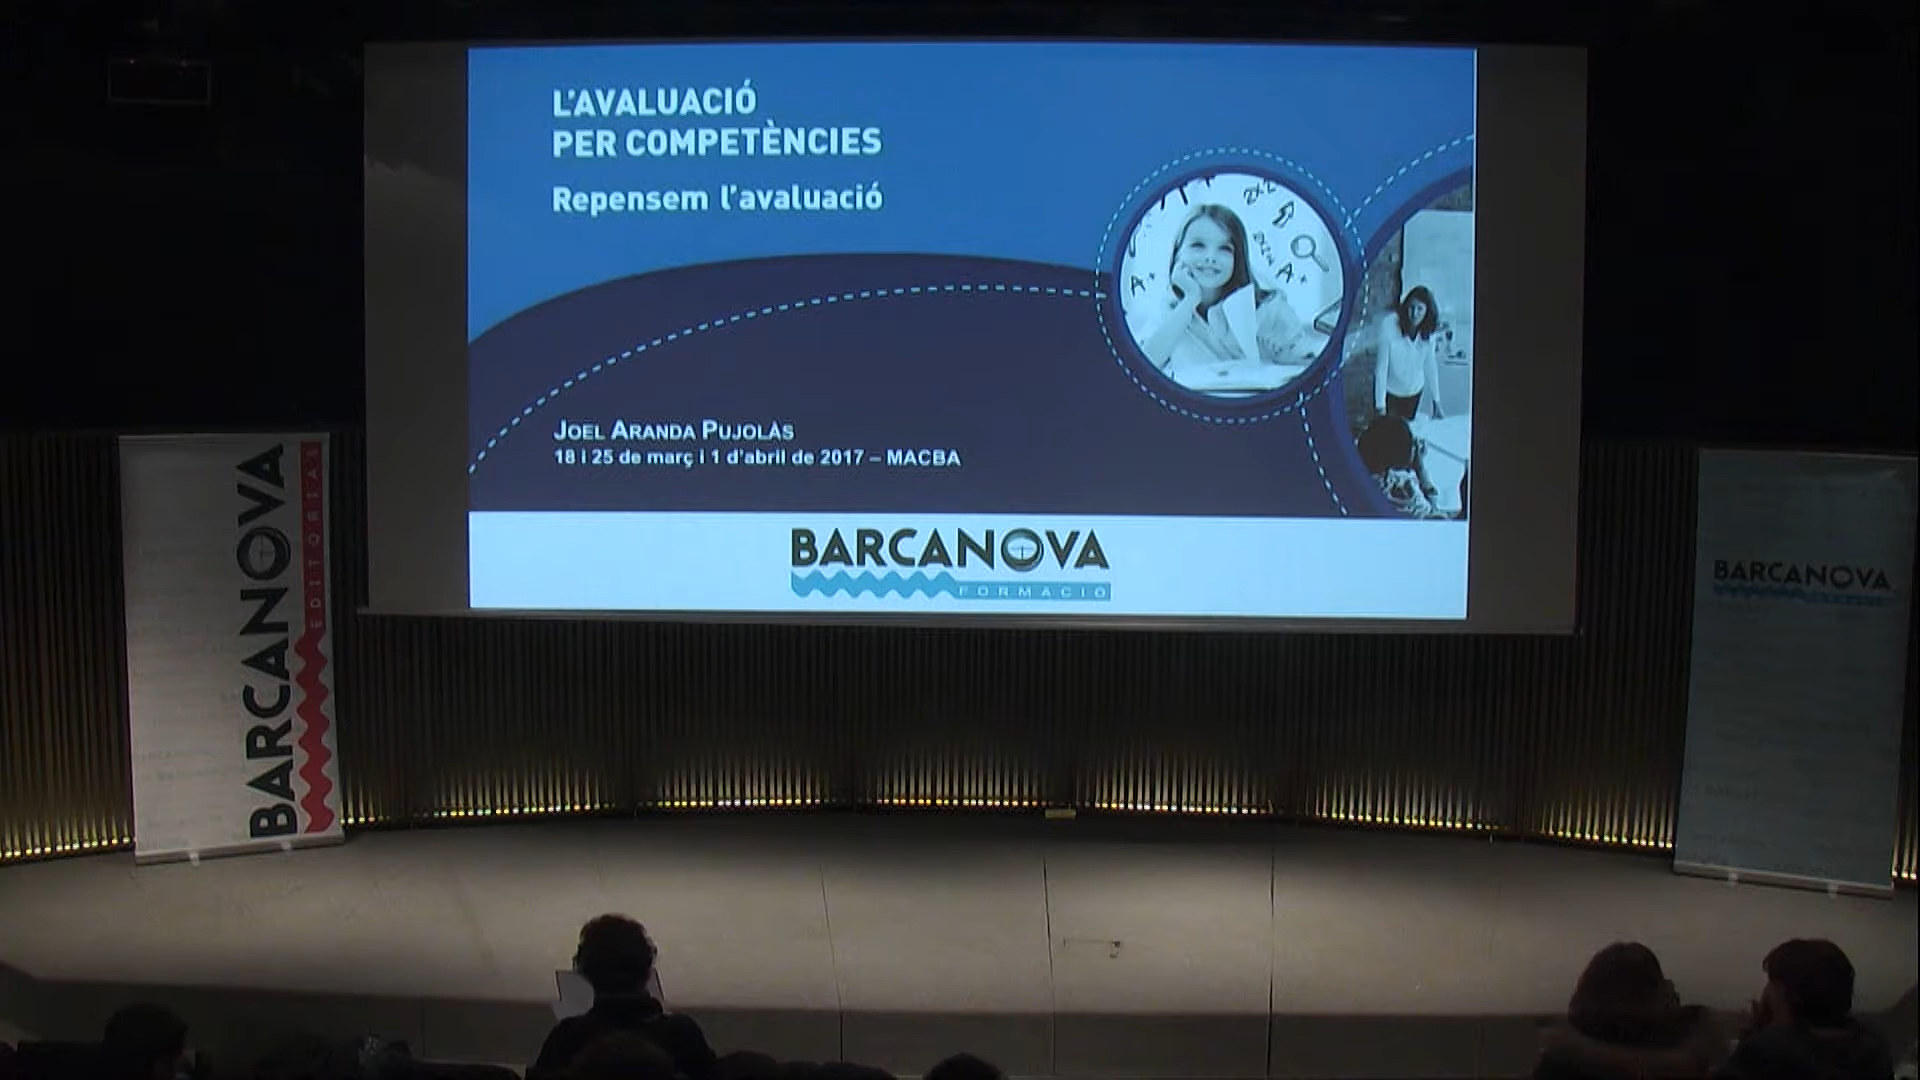 L'AVALUACIÓ
PER COMPETÈNCIES
Repensem l'avaluació
2x2
A+
A+
JOEL ARANDA PUJOLÀS
18 i 25 de març i 1 d'abril de 2017 – MACBA
BARCANOVA
FORMACIÓ
BARCANOVA
EDITORIAL
BARCANOVA